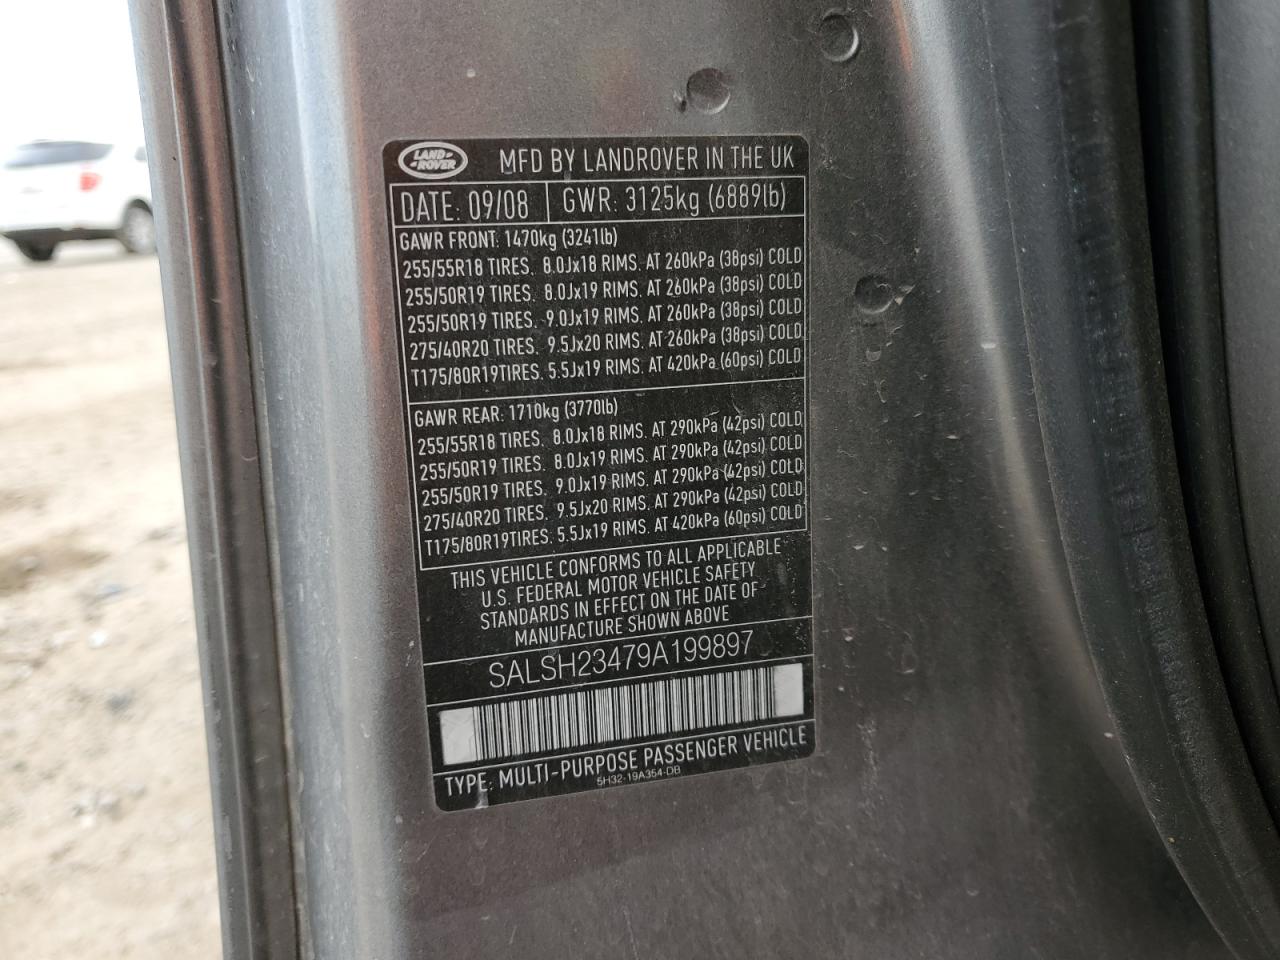 LAND-
-ROVER
MFD BY LANDROVER IN THE UK
DATE: 09/08
GWR: 3125kg (6889lb)
GAWR FRONT: 1470kg (3241lb)
255/55R18 TIRES. 8.0Jx18 RIMS. AT 260kPa (38psi) COLD
255/50R19 TIRES. 8.0Jx19 RIMS. AT 260kPa (38psi) COLD
255/50R19 TIRES. 9.0Jx19 RIMS. AT 260kPa (38psi) COLD
275/40R20 TIRES. 9.5Jx20 RIMS. AT 260kPa (38psi) COLD
T175/80R19TIRES. 5.5Jx19 RIMS. AT 420kPa (60psi) COLD
GAWR REAR: 1710kg (3770lb)
255/55R18 TIRES. 8.0Jx18 RIMS. AT 290kPa (42psi) COLD
255/50R19 TIRES. 8.0Jx19 RIMS. AT 290kPa (42psi) COLD
255/50R19 TIRES. 9.0Jx19 RIMS. AT 290kPa (42psi) COLD
275/40R20 TIRES. 9.5Jx20 RIMS. AT 290kPa (42psi) COLD
T175/80R19TIRES. 5.5Jx19 RIMS. AT 420kPa (60psi) COLD
THIS VEHICLE CONFORMS TO ALL APPLICABLE
U.S. FEDERAL MOTOR VEHICLE SAFETY
STANDARDS IN EFFECT ON THE DATE OF
MANUFACTURE SHOWN ABOVE
SALSH23479A199897
TYPE: MULTI-PURPOSE PASSENGER VEHICLE
5H32-19A354-DB